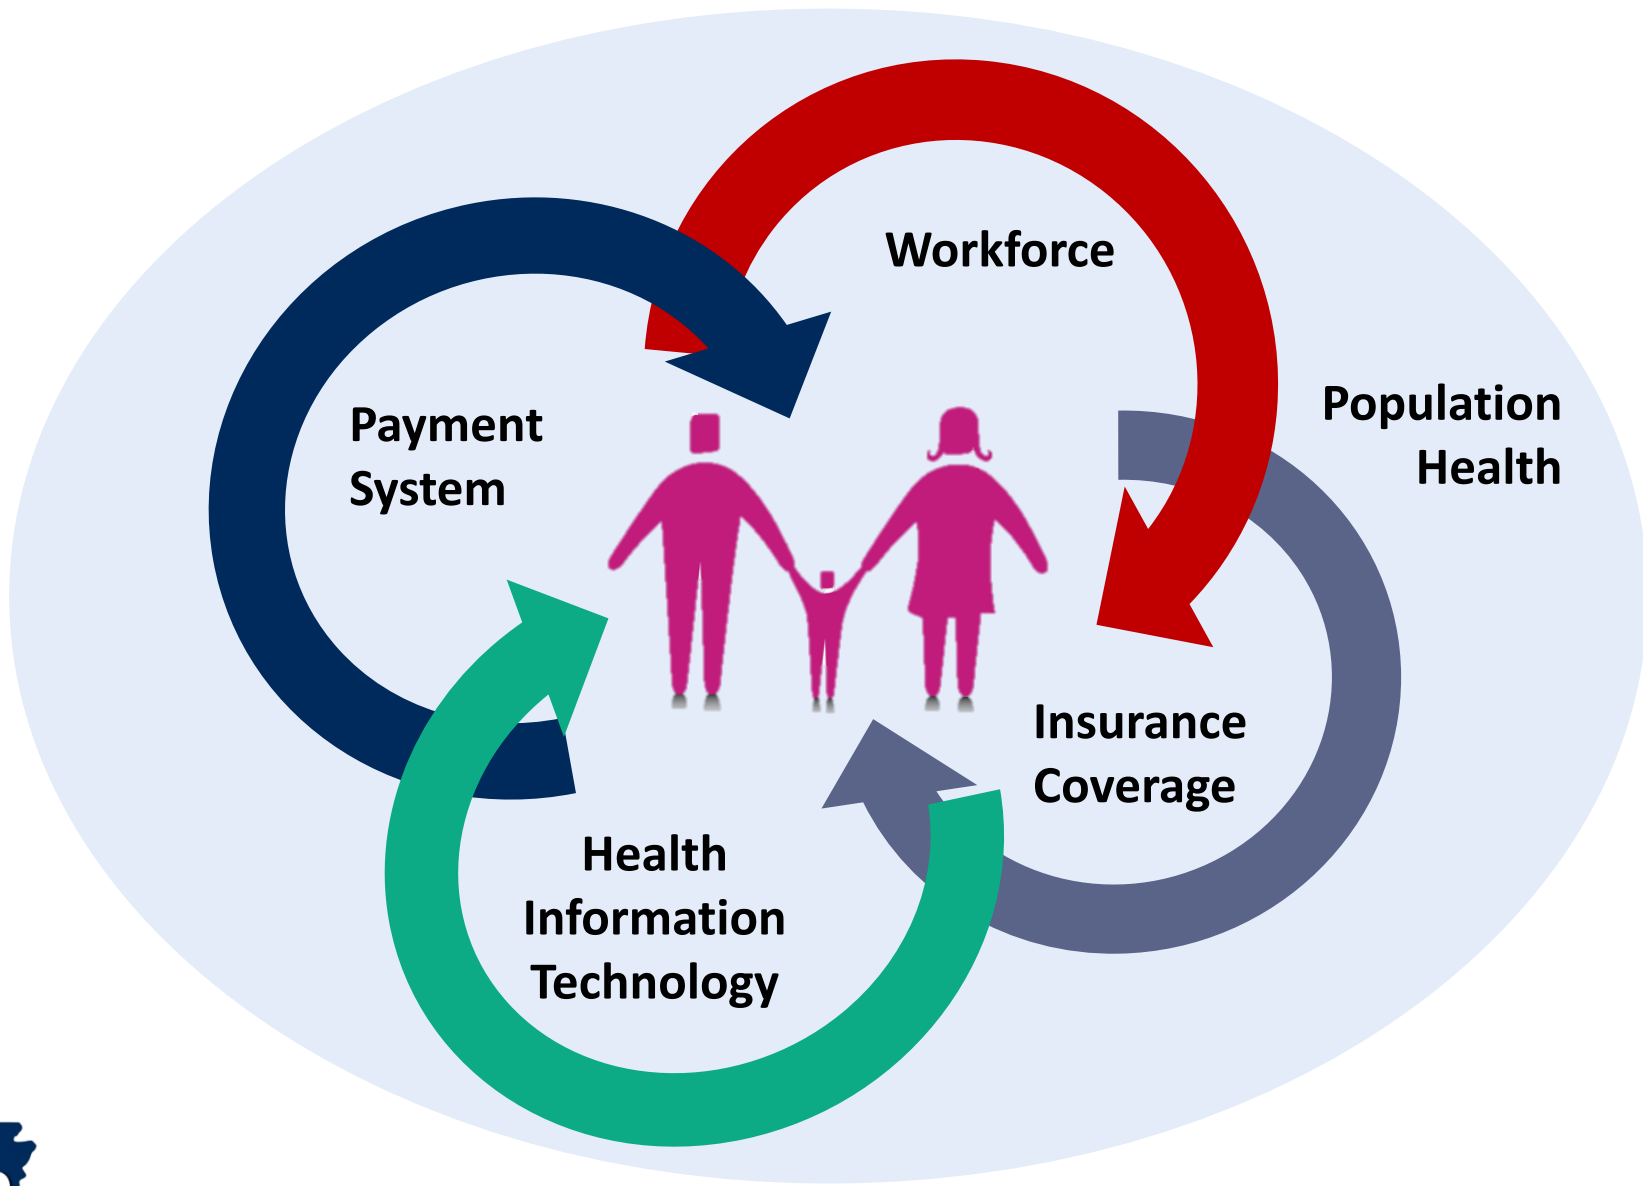 Workforce
Population
Health
Payment
System
Insurance
Coverage
Health
Information
Technology